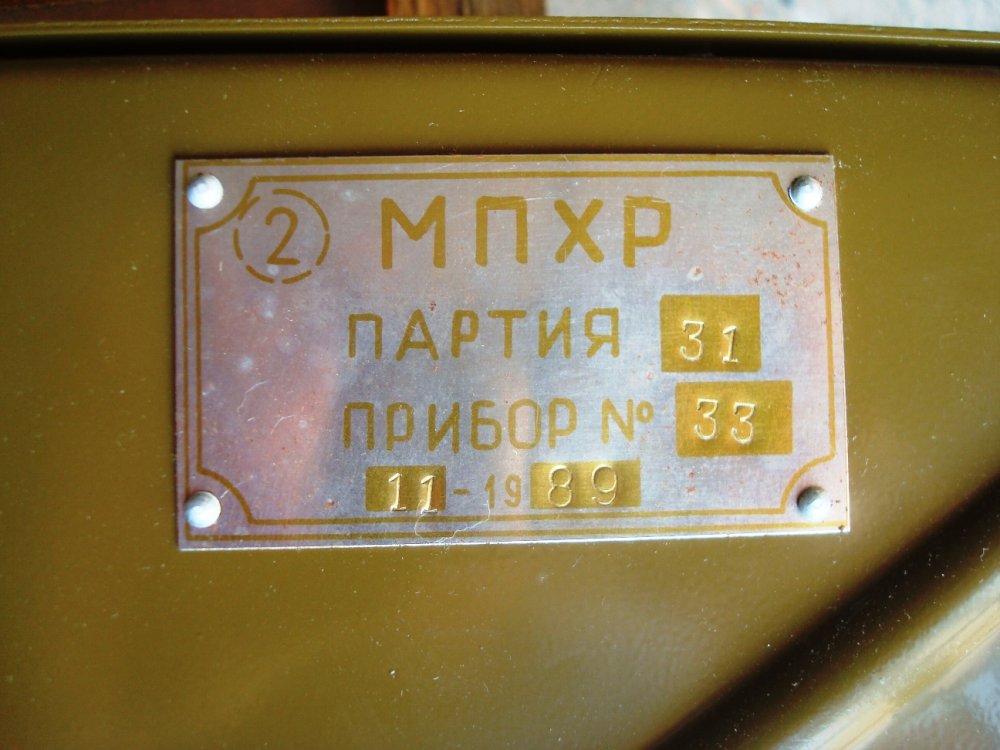 2 МПХР
ПАРТИЯ 31
ПРИБОР № 33
11-1989